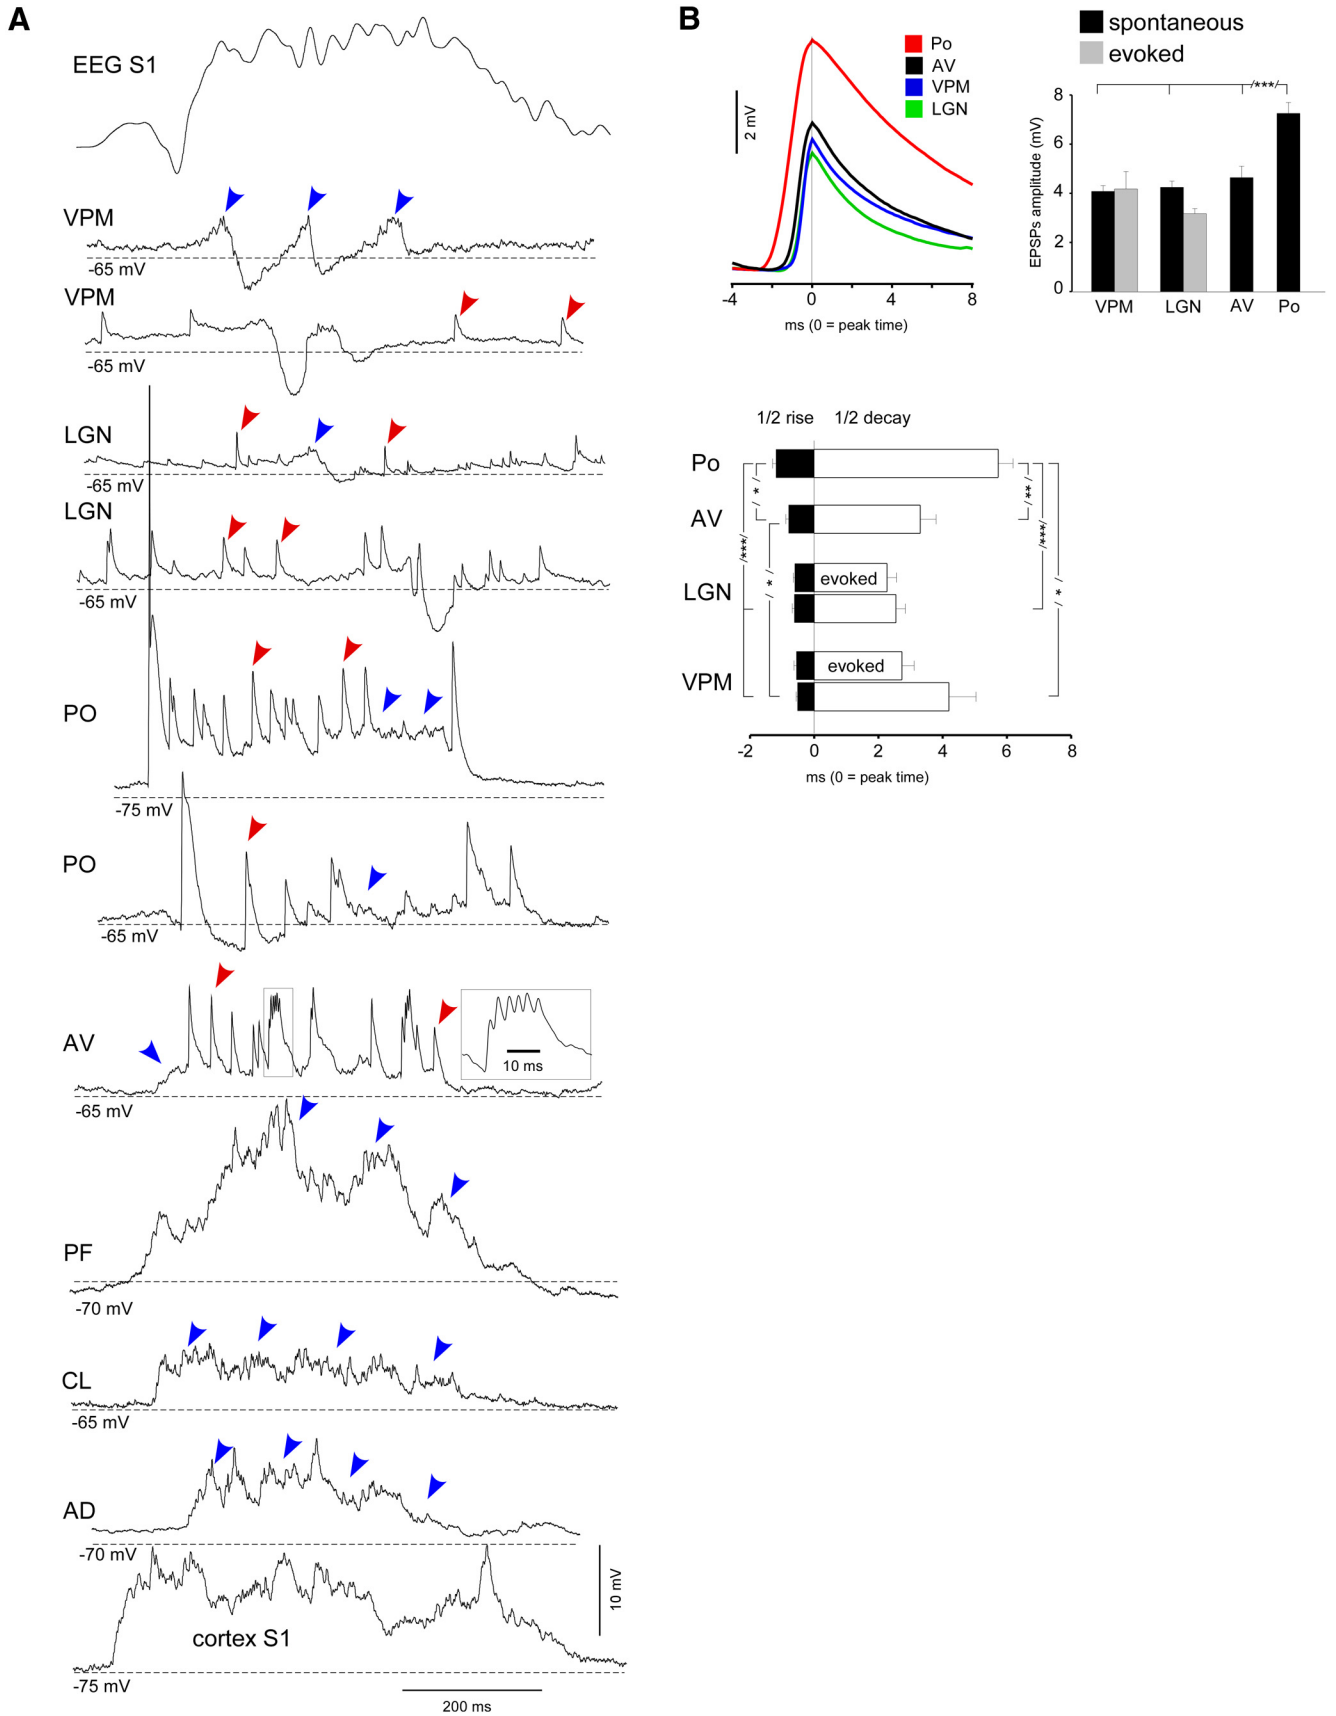 A
EEG S1
VPM
-65 mV
VPM
-65 mV
LGN
-65 mV
LGN
-65 mV
PO
-75 mV
PO
-65 mV
AV
10 ms
-65 mV
PF
-70 mV
CL
-65 mV
AD
-70 mV
10 mV
cortex S1
-75 mV
200 ms
B
2 mV
Po
AV
VPM
LGN
-4 0 4 8
ms (0 = peak time)
spontaneous
evoked
/***/
EPSPs amplitude (mV)
8
6
4
2
0
VPM LGN AV Po
1/2 rise 1/2 decay
Po
AV
LGN
evoked
VPM
evoked
/ * /
/***/
/ * /
/ ** /
/***/
/ * /
-2 0 2 4 6 8
ms (0 = peak time)